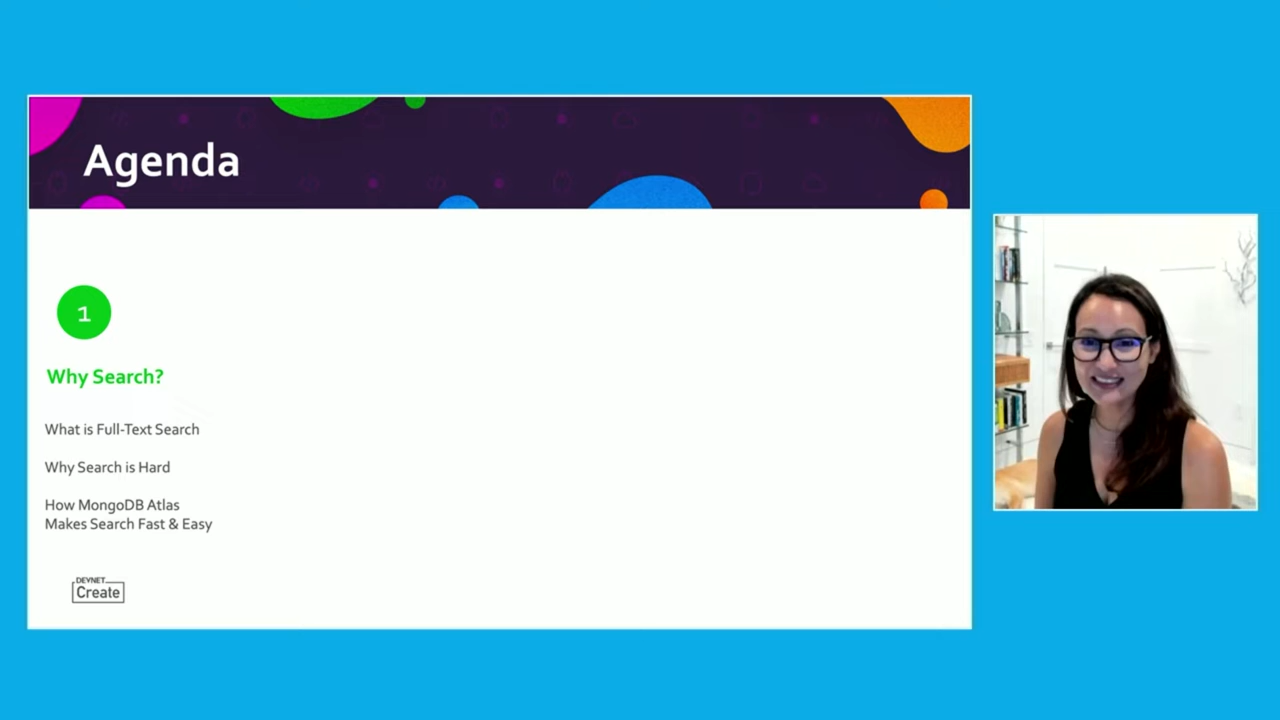 Agenda
1
Why Search?
What is Full-Text Search
Why Search is Hard
How MongoDB Atlas
Makes Search Fast & Easy
DEVNET
Create